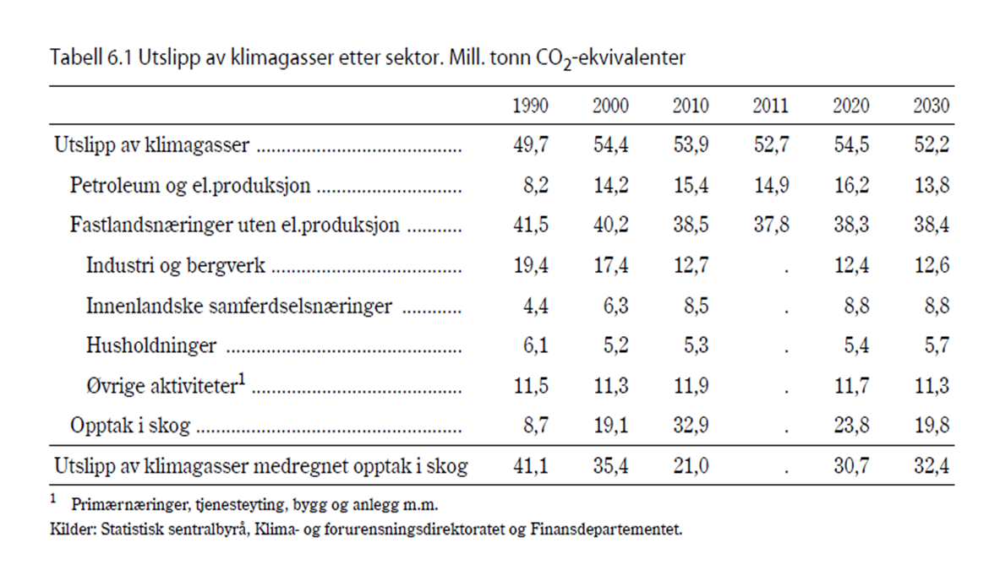 Tabell 6.1 Utslipp av klimagasser etter sektor. Mill. tonn CO₂-ekvivalenter
1990 2000 2010 2011 2020 2030
Utslipp av klimagasser .......................................... 49,7 54,4 53,9 52,7 54,5 52,2
Petroleum og el.produksjon .............................. 8,2 14,2 15,4 14,9 16,2 13,8
Fastlandsnæringer uten el.produksjon ........... 41,5 40,2 38,5 37,8 38,3 38,4
Industri og bergverk ....................................... 19,4 17,4 12,7 . 12,4 12,6
Innenlandske samferdselsnæringer ............ 4,4 6,3 8,5 . 8,8 8,8
Husholdninger ................................................ 6,1 5,2 5,3 . 5,4 5,7
Øvrige aktiviteter¹ ........................................... 11,5 11,3 11,9 . 11,7 11,3
Opptak i skog ...................................................... 8,7 19,1 32,9 . 23,8 19,8
Utslipp av klimagasser medregnet opptak i skog 41,1 35,4 21,0 . 30,7 32,4
¹ Primærnæringer, tjenesteyting, bygg og anlegg m.m.
Kilder: Statistisk sentralbyrå, Klima- og forurensningsdirektoratet og Finansdepartementet.